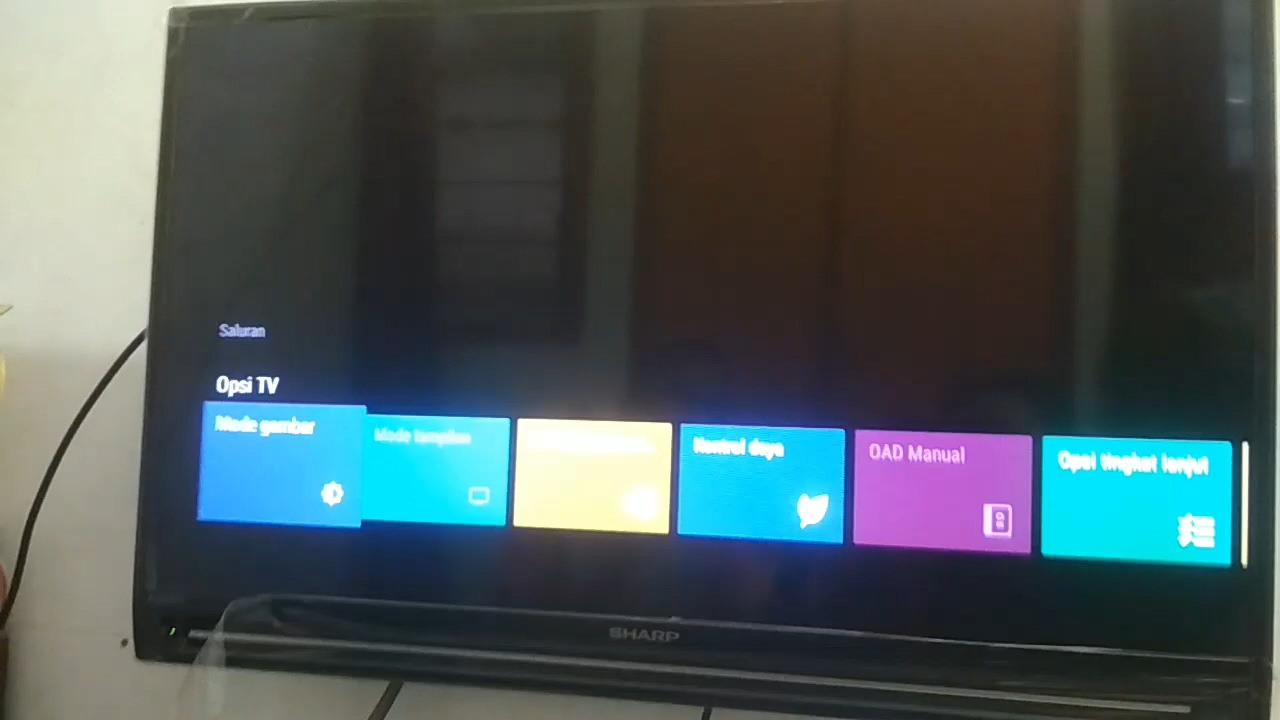 Saluran
Opsi TV
Mode gambar
Mode tampilan
Kontrol daya
OAD Manual
Opsi tingkat lanjut
SHARP